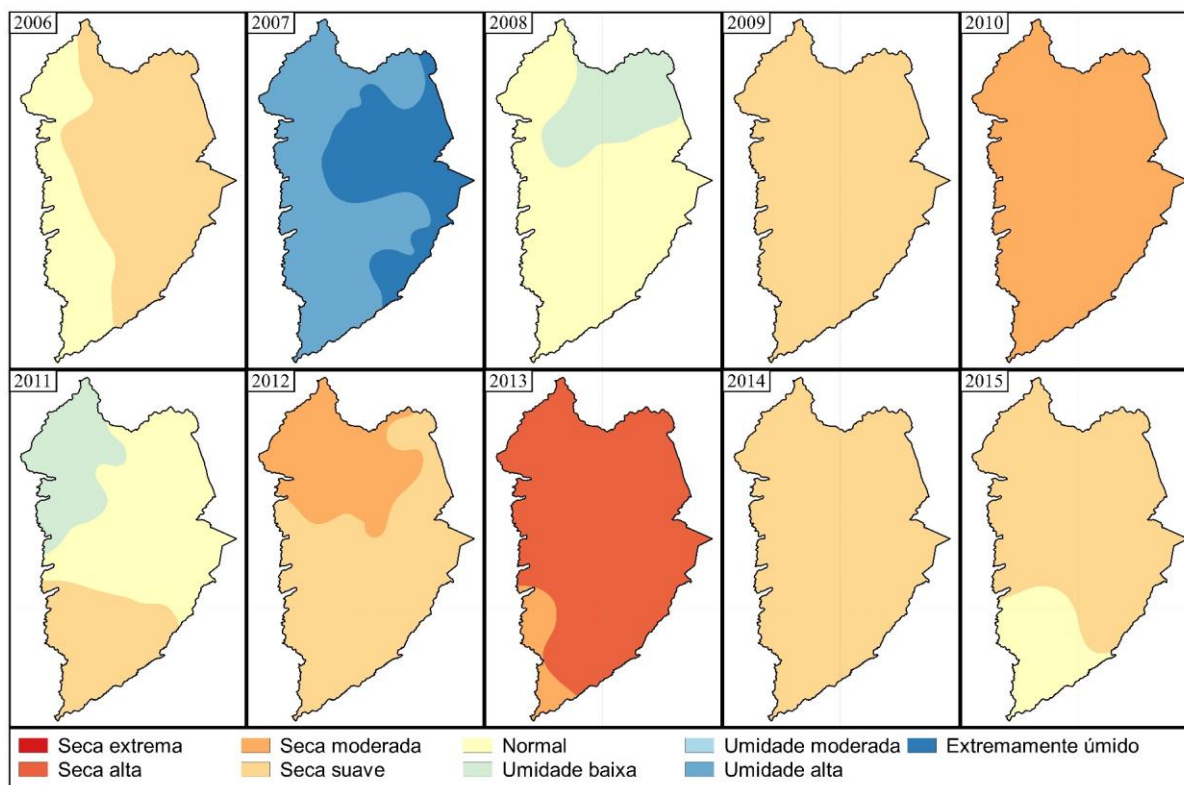 2006
2007
2008
2009
2010
2011
2012
2013
2014
2015
Seca extrema
Seca moderada
Normal
Umidade moderada
Extremamente úmido
Seca alta
Seca suave
Umidade baixa
Umidade alta